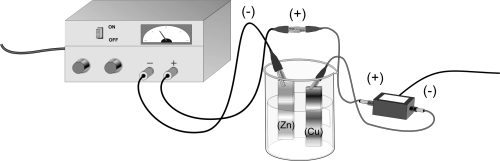 ON
OFF
− +
(-)
(+)
(Zn)
(Cu)
(+)
(-)